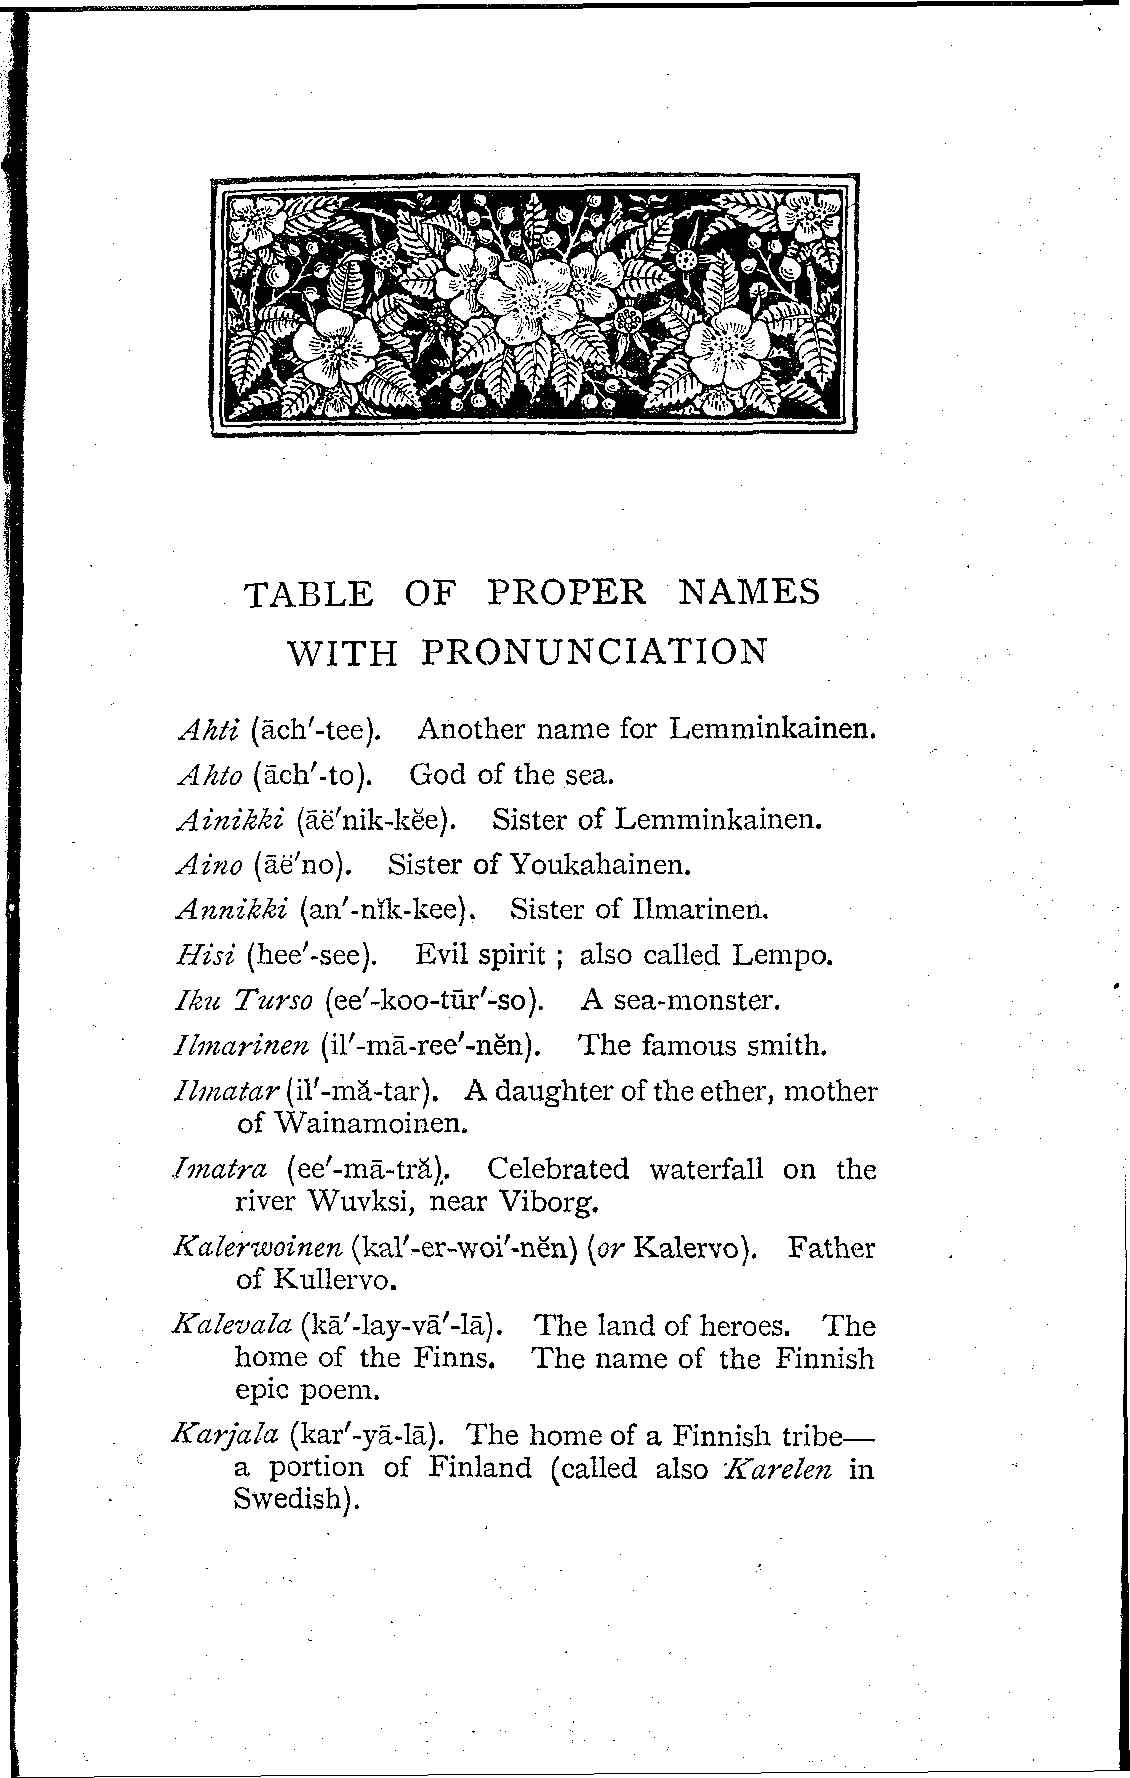 TABLE OF PROPER NAMES
WITH PRONUNCIATION
Ahti (āch′-tee). Another name for Lemminkainen.
Ahto (āch′-to). God of the sea.
Ainikki (āë′nik-kĕe). Sister of Lemminkainen.
Aino (āë′no). Sister of Youkahainen.
Annikki (an′-nĭk-kee). Sister of Ilmarinen.
Hisi (hee′-see). Evil spirit ; also called Lempo.
Iku Turso (ee′-koo-tūr′-so). A sea-monster.
Ilmarinen (il′-mā-ree′-nĕn). The famous smith.
Ilmatar (il′-mă-tar). A daughter of the ether, mother
of Wainamoinen.
Imatra (ee′-mā-tră). Celebrated waterfall on the
river Wuvksi, near Viborg.
Kalerwoinen (kal′-er-woi′-nĕn) (or Kalervo). Father
of Kullervo.
Kalevala (kā′-lay-vā′-lā). The land of heroes. The
home of the Finns. The name of the Finnish
epic poem.
Karjala (kar′-yā-lā). The home of a Finnish tribe—
a portion of Finland (called also Karelen in
Swedish).